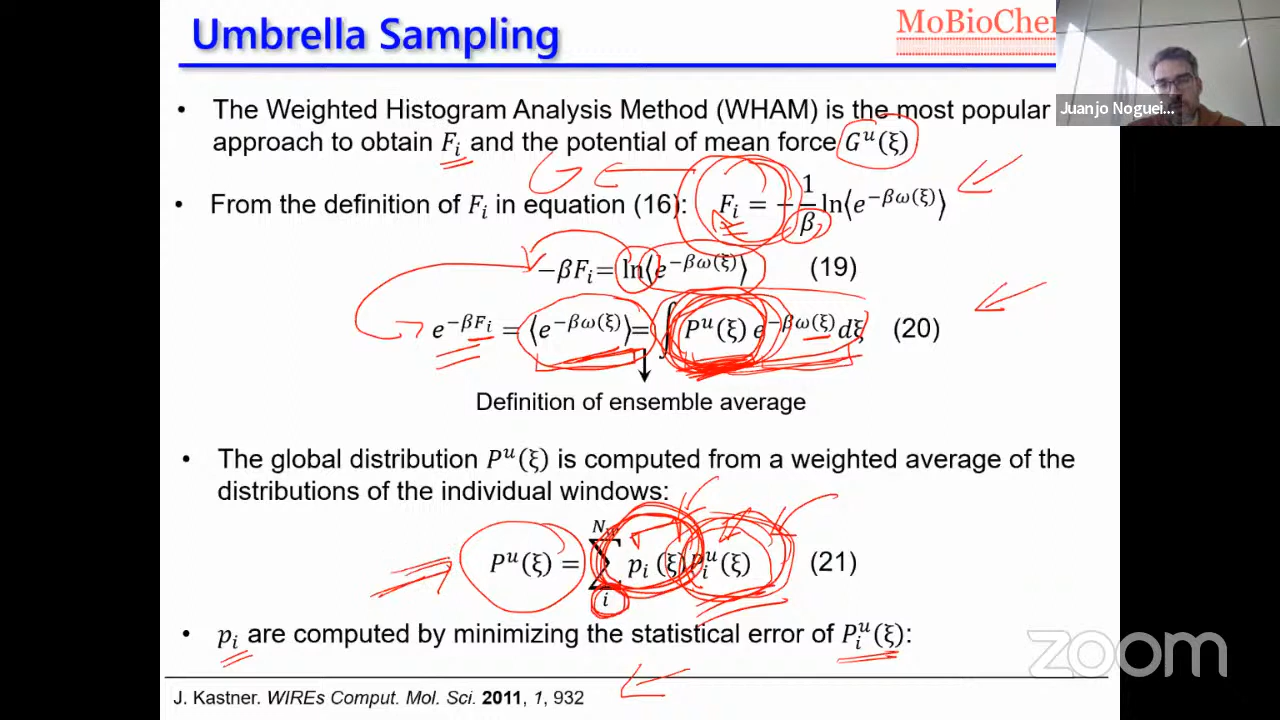 Umbrella Sampling
MoBioChem
• The Weighted Histogram Analysis Method (WHAM) is the most popular
approach to obtain Fᵢ and the potential of mean force Gᵘ(ξ)
• From the definition of Fᵢ in equation (16): Fᵢ = −1/β ln⟨e^−βω(ξ)⟩
−βFᵢ= ln⟨e^−βω(ξ)⟩ (19)
e^−βFᵢ = ⟨e^−βω(ξ)⟩= ∫ Pᵘ(ξ) e^−βω(ξ) dξ (20)
Definition of ensemble average
• The global distribution Pᵘ(ξ) is computed from a weighted average of the
distributions of the individual windows:
Pᵘ(ξ) = ∑ᵢ pᵢ (ξ) Pᵢᵘ(ξ) (21)
• pᵢ are computed by minimizing the statistical error of Pᵢᵘ(ξ):
J. Kastner. WIREs Comput. Mol. Sci. 2011, 1, 932
Juanjo Noguei...
zoom